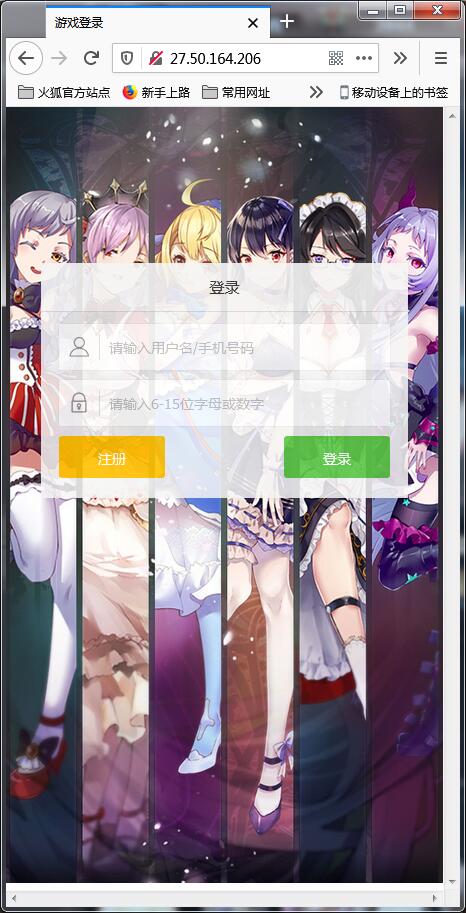 游戏登录
27.50.164.206
火狐官方站点
新手上路
常用网址
移动设备上的书签
登录
请输入用户名/手机号码
请输入6-15位字母或数字
注册
登录